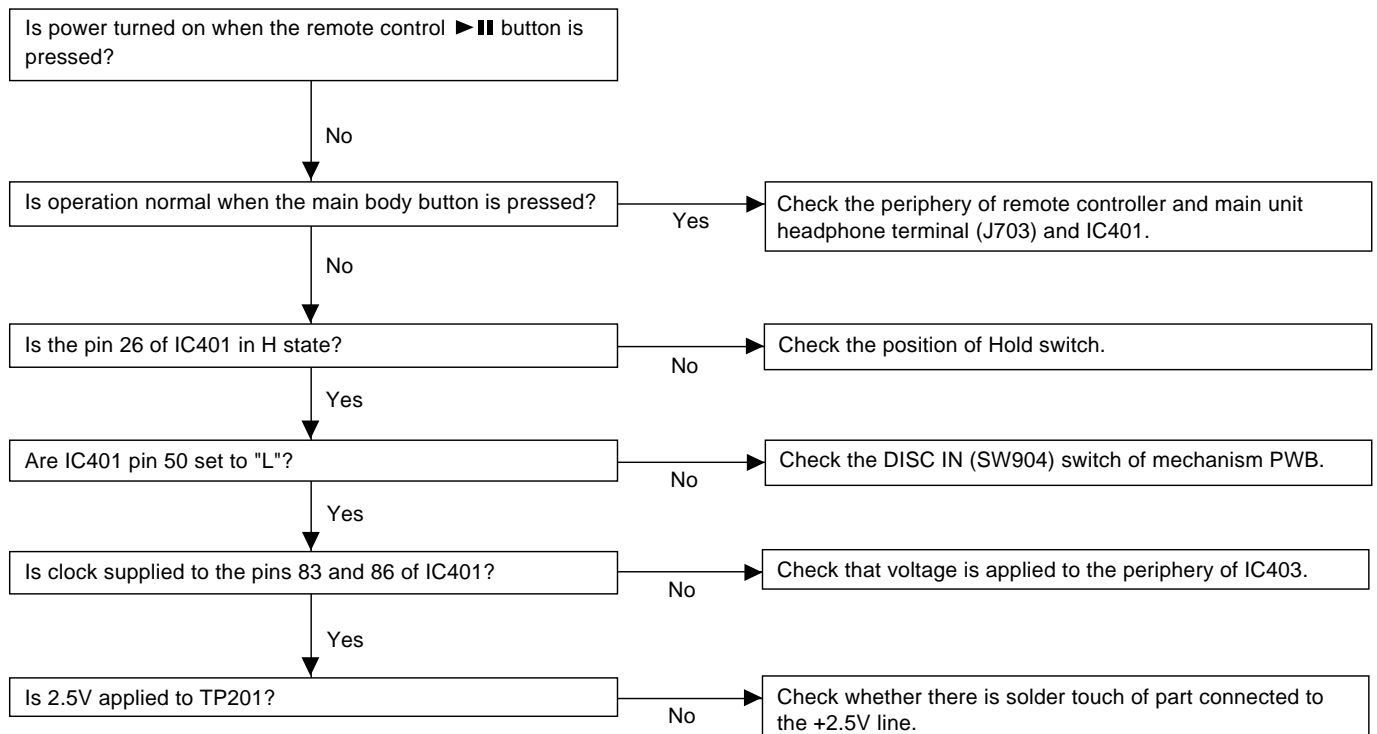 Is power turned on when the remote control ►II button is
pressed?
No
Is operation normal when the main body button is pressed?
Yes
Check the periphery of remote controller and main unit
headphone terminal (J703) and IC401.
No
Is the pin 26 of IC401 in H state?
No
Check the position of Hold switch.
Yes
Are IC401 pin 50 set to "L"?
No
Check the DISC IN (SW904) switch of mechanism PWB.
Yes
Is clock supplied to the pins 83 and 86 of IC401?
No
Check that voltage is applied to the periphery of IC403.
Yes
Is 2.5V applied to TP201?
No
Check whether there is solder touch of part connected to
the +2.5V line.